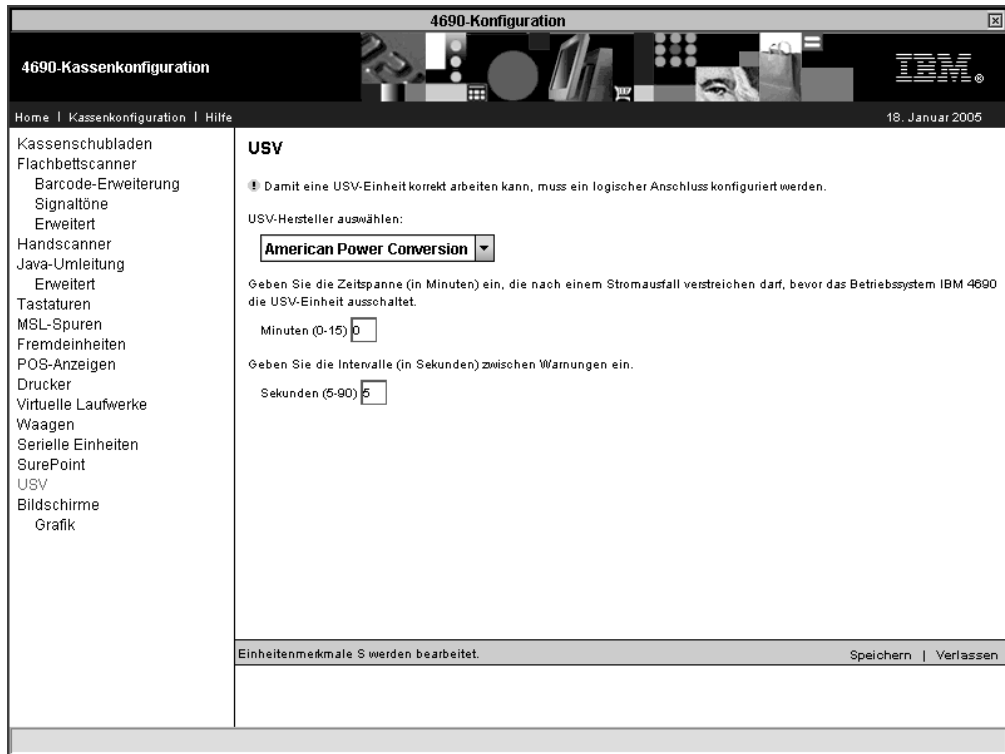 4690-Konfiguration
4690-Kassenkonfiguration
IBM®
Home | Kassenkonfiguration | Hilfe
18. Januar 2005
Kassenschubladen
Flachbettscanner
Barcode-Erweiterung
Signaltöne
Erweitert
Handscanner
Java-Umleitung
Erweitert
Tastaturen
MSL-Spuren
Fremdeinheiten
POS-Anzeigen
Drucker
Virtuelle Laufwerke
Waagen
Serielle Einheiten
SurePoint
USV
Bildschirme
Grafik
USV
Damit eine USV-Einheit korrekt arbeiten kann, muss ein logischer Anschluss konfiguriert werden.
USV-Hersteller auswählen:
American Power Conversion
Geben Sie die Zeitspanne (in Minuten) ein, die nach einem Stromausfall verstreichen darf, bevor das Betriebssystem IBM 4690
die USV-Einheit ausschaltet.
Minuten (0-15) 0
Geben Sie die Intervalle (in Sekunden) zwischen Warnungen ein.
Sekunden (5-90) 5
Einheitenmerkmale S werden bearbeitet.
Speichern | Verlassen